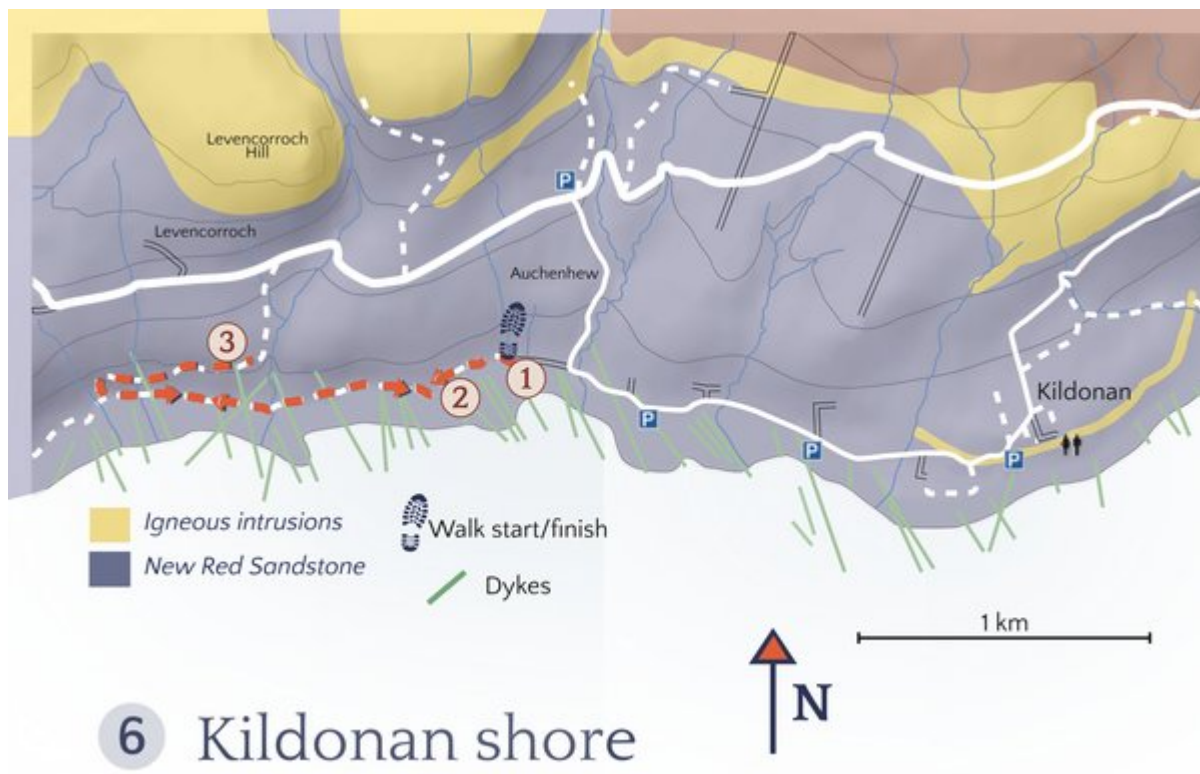 Levencorroch
Hill
P
Levencorroch
Auchenhew
3
1
2
Kildonan
P
P
P
Igneous intrusions
Walk start/finish
New Red Sandstone
Dykes
1 km
N
6 Kildonan shore